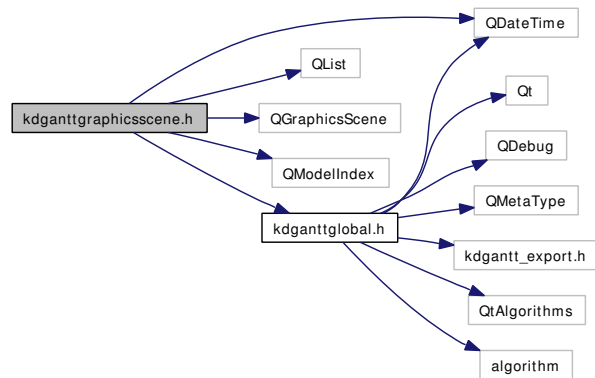 QDateTime
QList
Qt
kdganttgraphicsscene.h
QGraphicsScene
QDebug
QModelIndex
QMetaType
kdganttglobal.h
kdgantt_export.h
QtAlgorithms
algorithm